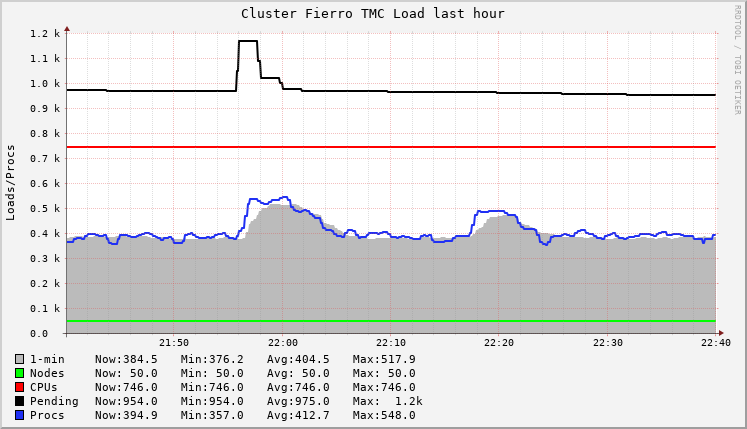 Cluster Fierro TMC Load last hour
RRDTOOL / TOBI OETIKER
Loads/Procs
1.2 k
1.1 k
1.0 k
0.9 k
0.8 k
0.7 k
0.6 k
0.5 k
0.4 k
0.3 k
0.2 k
0.1 k
0.0
21:50 22:00 22:10 22:20 22:30 22:40
1-min Now:384.5 Min:376.2 Avg:404.5 Max:517.9
Nodes Now: 50.0 Min: 50.0 Avg: 50.0 Max: 50.0
CPUs Now:746.0 Min:746.0 Avg:746.0 Max:746.0
Pending Now:954.0 Min:954.0 Avg:975.0 Max: 1.2k
Procs Now:394.9 Min:357.0 Avg:412.7 Max:548.0